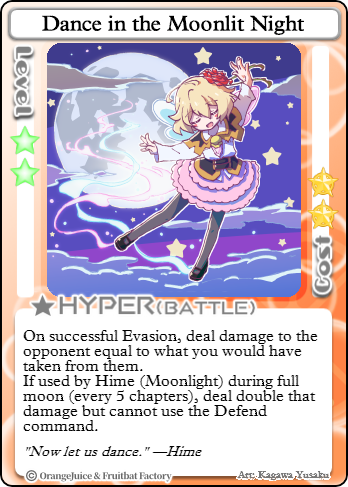 Dance in the Moonlit Night
Level
Cost
HYPER(BATTLE)
On successful Evasion, deal damage to the
opponent equal to what you would have
taken from them.
If used by Hime (Moonlight) during full
moon (every 5 chapters), deal double that
damage but cannot use the Defend
command.
"Now let us dance." —Hime
© OrangeJuice & Fruitbat Factory
Art: Kagawa Yusaku